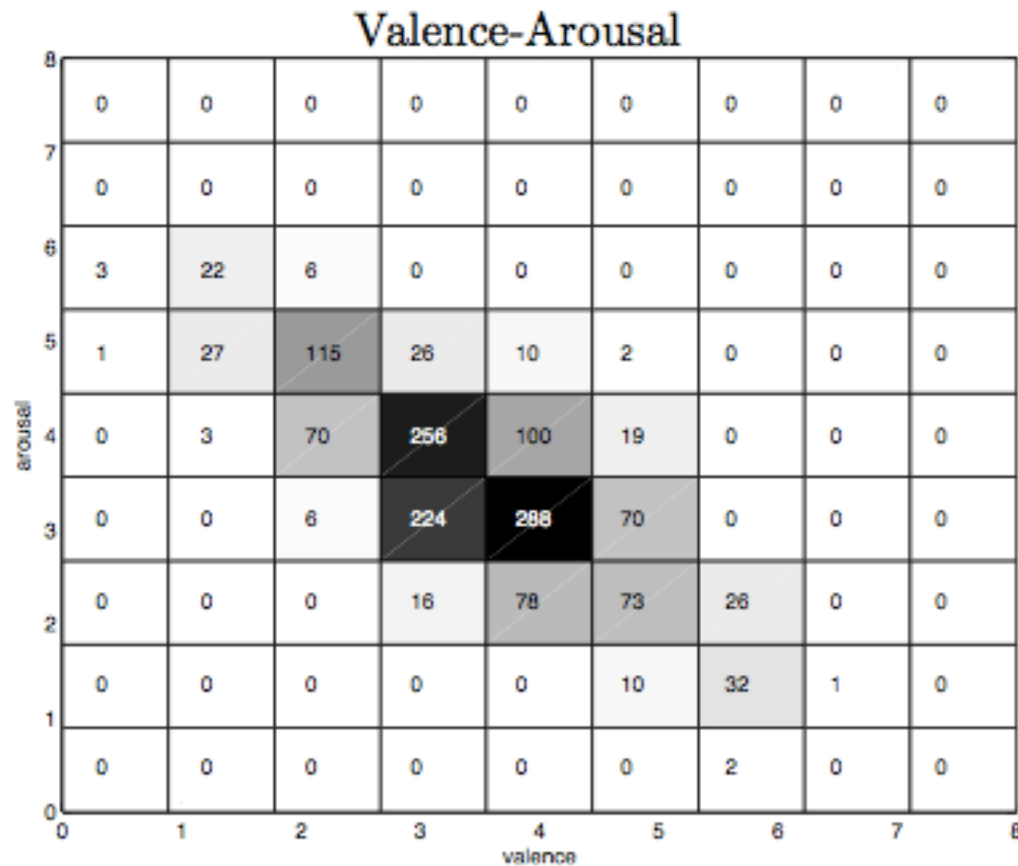 Valence-Arousal
8
0 0 0 0 0 0 0 0 0
7
0 0 0 0 0 0 0 0 0
6
3 22 6 0 0 0 0 0 0
5
1 27 115 26 10 2 0 0 0
arousal
4
0 3 70 256 100 19 0 0 0
3
0 0 6 224 288 70 0 0 0
2
0 0 0 16 78 73 26 0 0
1
0 0 0 0 0 10 32 1 0
0 0 0 0 0 0 2 0 0
0
0 1 2 3 4 5 6 7 8
valence